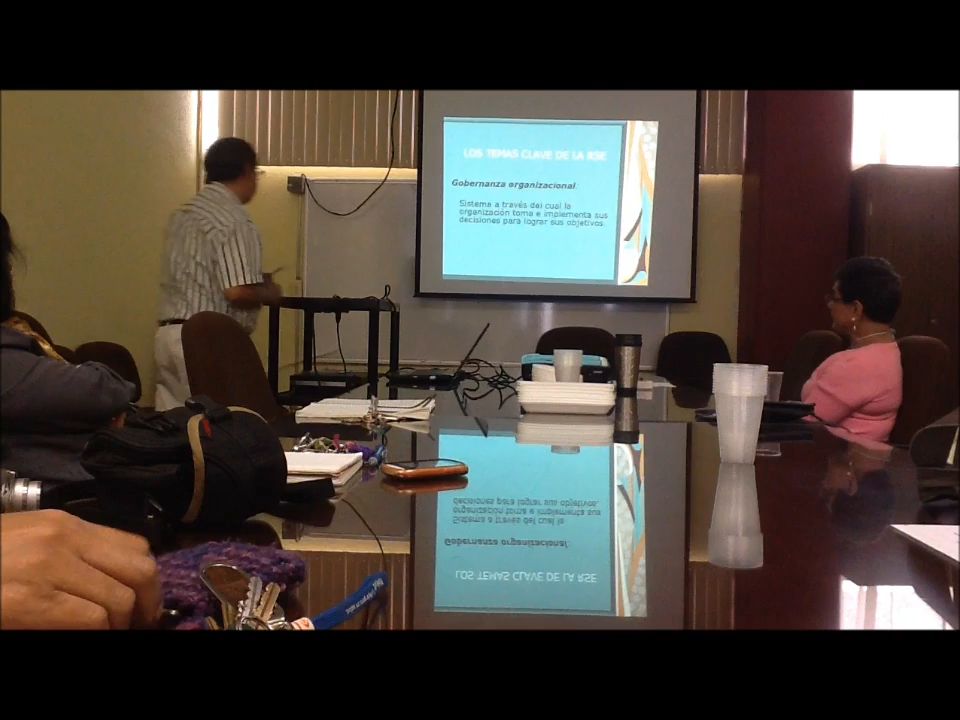 LOS TEMAS CLAVE DE LA RSE
Gobernanza organizacional.
Sistema a través del cual la
organización toma e implementa sus
decisiones para lograr sus objetivos.